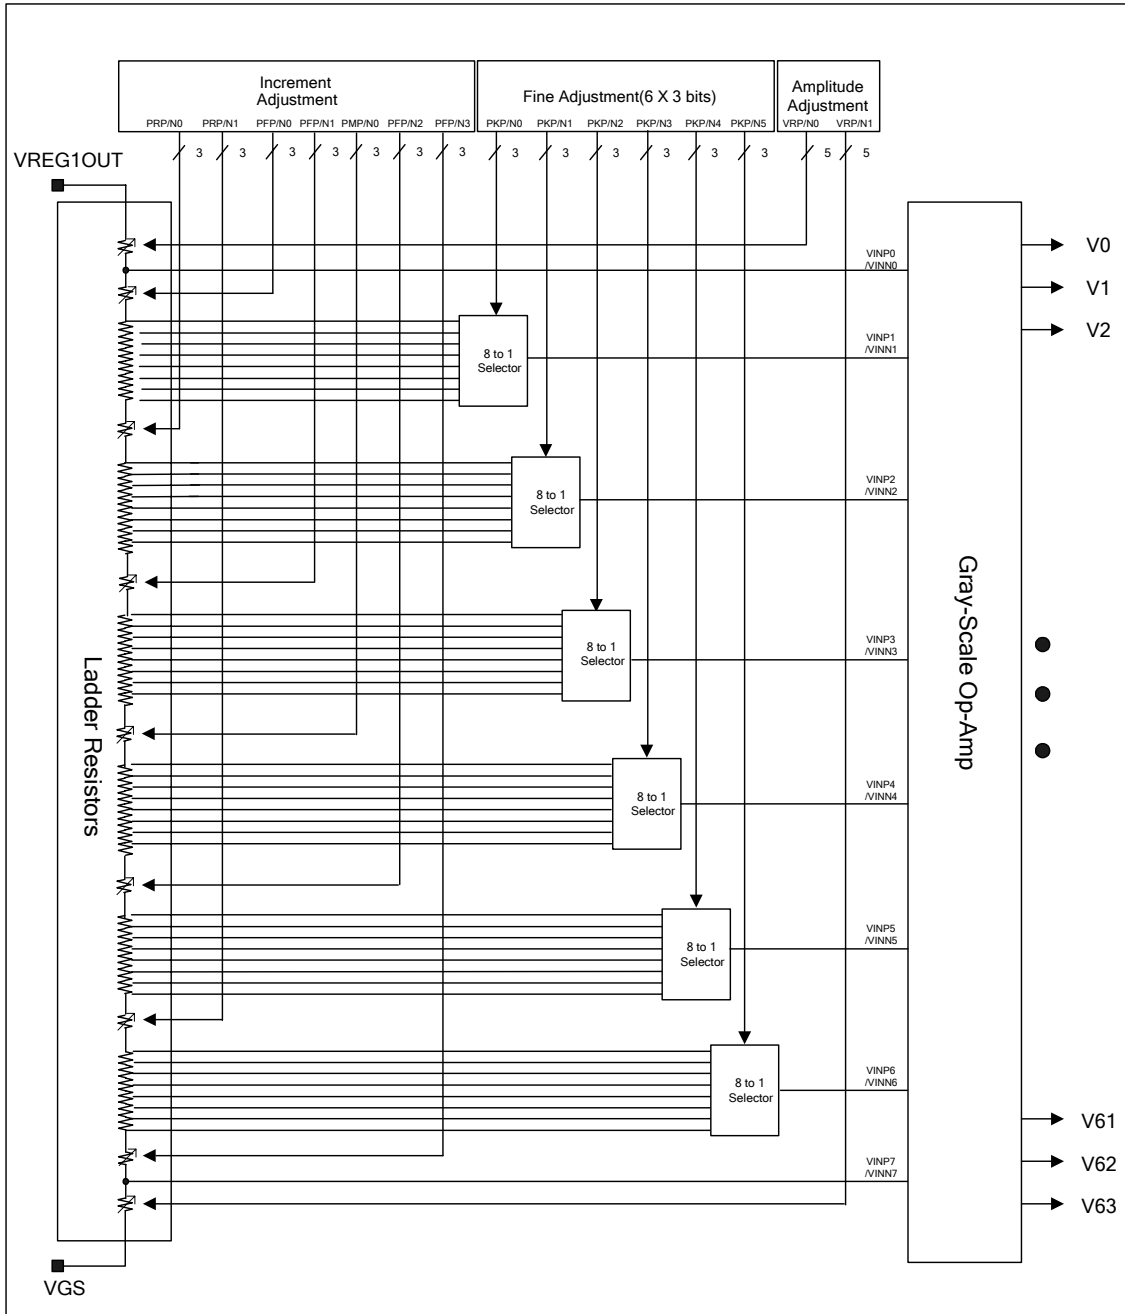 Increment
Adjustment
Fine Adjustment(6 X 3 bits)
Amplitude
Adjustment
PRP/N0 PRP/N1 PFP/N0 PFP/N1 PMP/N0 PFP/N2 PFP/N3 PKP/N0 PKP/N1 PKP/N2 PKP/N3 PKP/N4 PKP/N5 VRP/N0 VRP/N1
3 3 3 3 3 3 3 3 3 3 3 3 3 5 5
VREG1OUT
V0
VINP0
/VINN0
V1
V2
VINP1
/VINN1
8 to 1
Selector
VINP2
/VINN2
8 to 1
Selector
VINP3
/VINN3
8 to 1
Selector
Ladder Resistors
Gray-Scale Op-Amp
VINP4
/VINN4
8 to 1
Selector
VINP5
/VINN5
8 to 1
Selector
VINP6
/VINN6
8 to 1
Selector
V61
VINP7
/VINN7
V62
V63
VGS